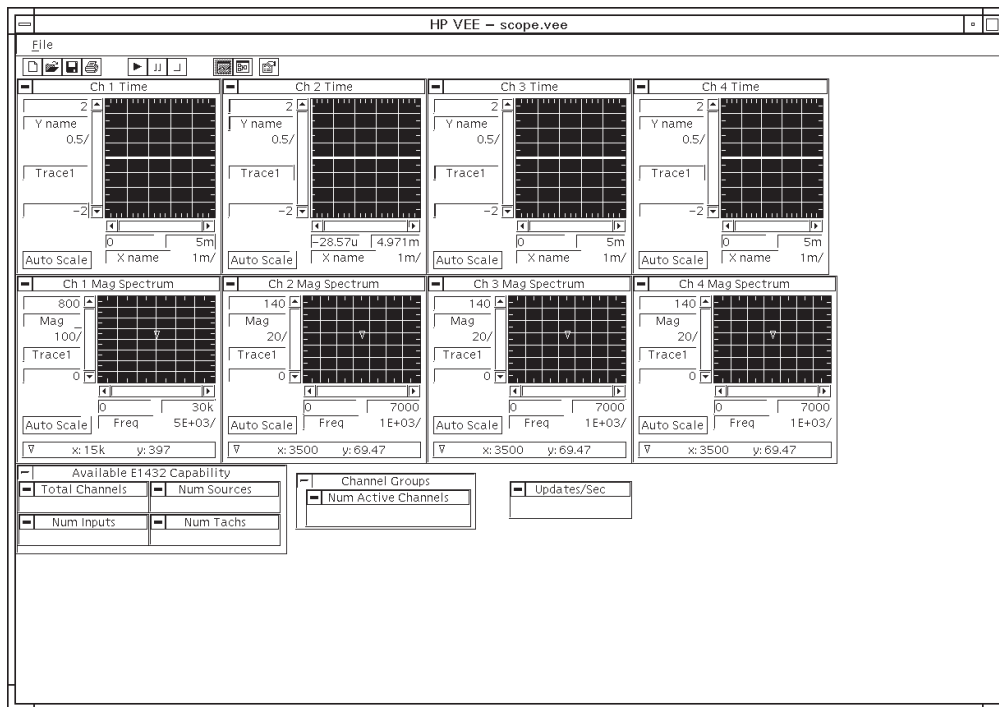 HP VEE – scope.vee
File
Ch 1 Time
2
Y name
0.5/
Trace1
−2
0
5m
Auto Scale
X name
1m/
Ch 2 Time
2
Y name
0.5/
Trace1
−2
−28.57u
4.971m
Auto Scale
X name
1m/
Ch 3 Time
2
Y name
0.5/
Trace1
−2
0
5m
Auto Scale
X name
1m/
Ch 4 Time
2
Y name
0.5/
Trace1
−2
0
5m
Auto Scale
X name
1m/
Ch 1 Mag Spectrum
800
Mag
100/
Trace1
0
0
30k
Auto Scale
Freq
5E+03/
x:15k y:397
Ch 2 Mag Spectrum
140
Mag
20/
Trace1
0
0
7000
Auto Scale
Freq
1E+03/
x:3500 y:69.47
Ch 3 Mag Spectrum
140
Mag
20/
Trace1
0
0
7000
Auto Scale
Freq
1E+03/
x:3500 y:69.47
Ch 4 Mag Spectrum
140
Mag
20/
Trace1
0
0
7000
Auto Scale
Freq
1E+03/
x:3500 y:69.47
Available E1432 Capability
Total Channels
Num Sources
Num Inputs
Num Tachs
Channel Groups
Num Active Channels
Updates/Sec